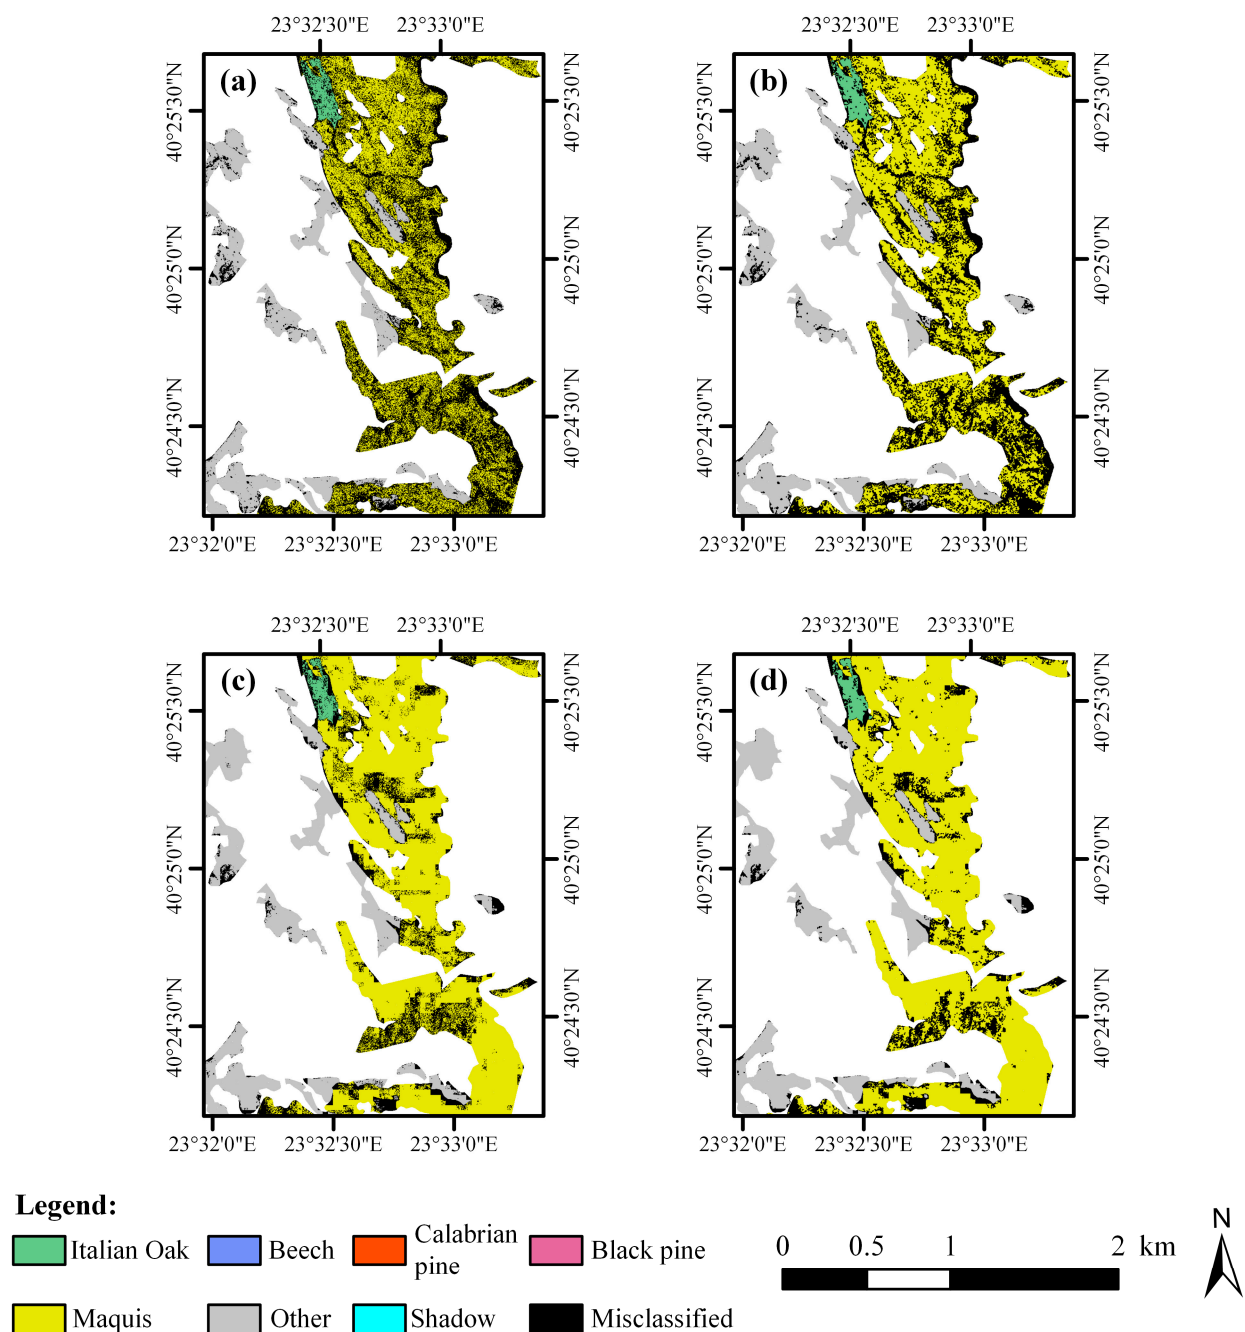 23°32'30"E 23°33'0"E 23°32'30"E 23°33'0"E
(a) (b)
40°25'30"N 40°25'30"N 40°25'30"N 40°25'30"N
40°25'0"N 40°25'0"N 40°25'0"N 40°25'0"N
40°24'30"N 40°24'30"N 40°24'30"N 40°24'30"N
23°32'0"E 23°32'30"E 23°33'0"E 23°32'0"E 23°32'30"E 23°33'0"E
23°32'30"E 23°33'0"E 23°32'30"E 23°33'0"E
(c) (d)
40°25'30"N 40°25'30"N 40°25'30"N 40°25'30"N
40°25'0"N 40°25'0"N 40°25'0"N 40°25'0"N
40°24'30"N 40°24'30"N 40°24'30"N 40°24'30"N
23°32'0"E 23°32'30"E 23°33'0"E 23°32'0"E 23°32'30"E 23°33'0"E
Legend:
Italian Oak
Beech
Calabrian
pine
Black pine
Maquis
Other
Shadow
Misclassified
0 0.5 1 2 km
N